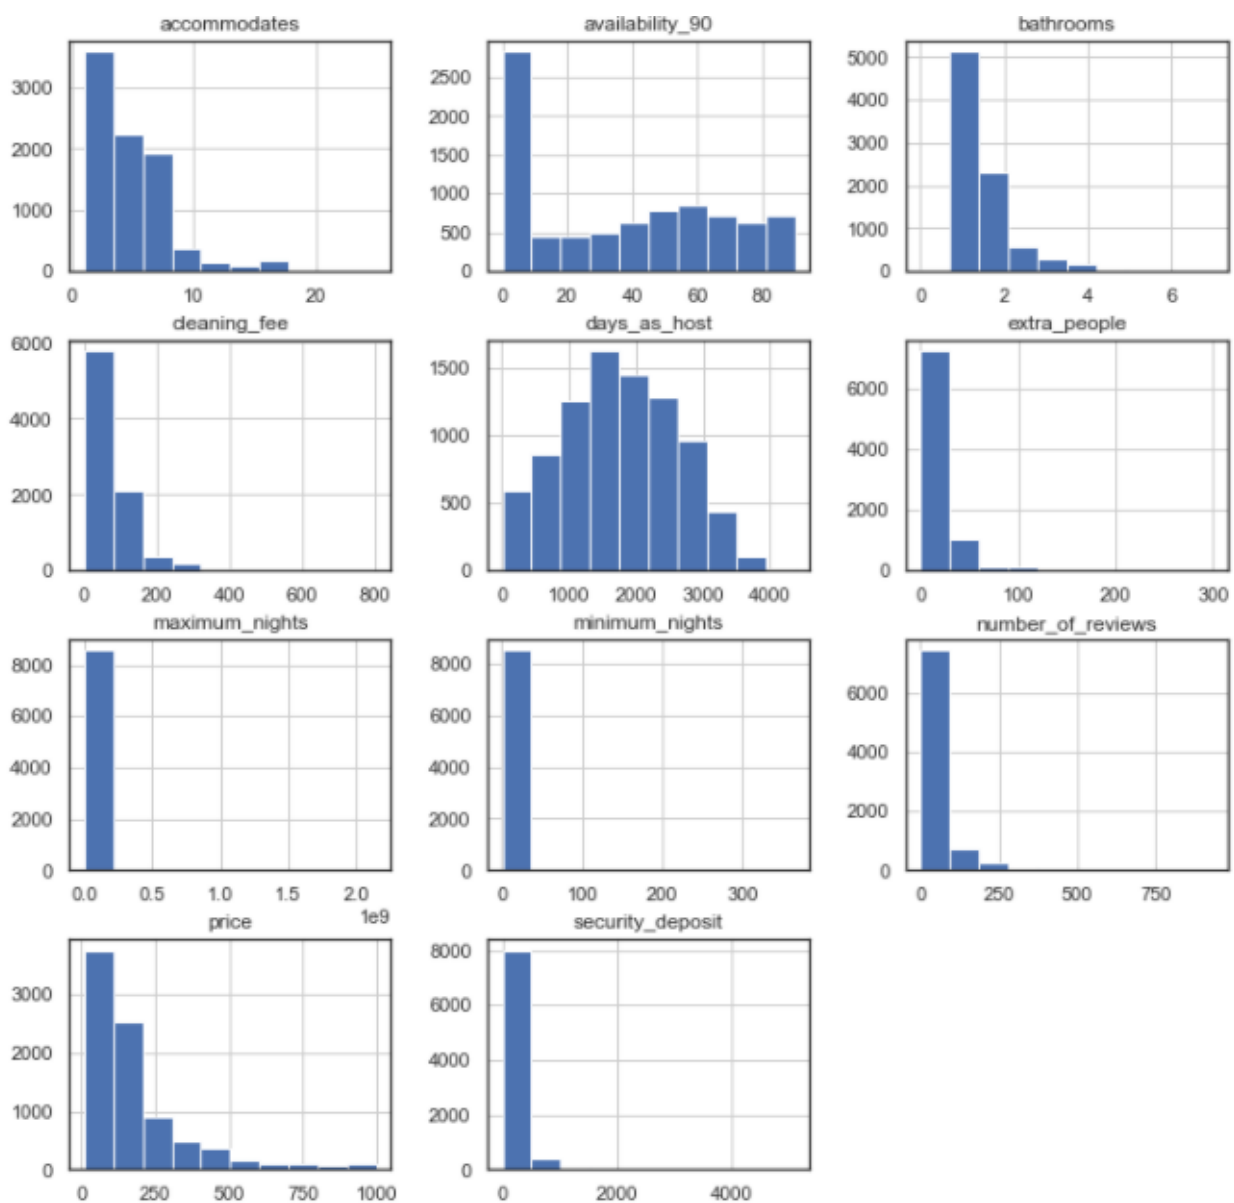 accommodates
3000
2000
1000
0
0 10 20
availability_90
2500
2000
1500
1000
500
0
0 20 40 60 80
bathrooms
5000
4000
3000
2000
1000
0
0 2 4 6
cleaning_fee
6000
4000
2000
0
0 200 400 600 800
days_as_host
1500
1000
500
0
0 1000 2000 3000 4000
extra_people
6000
4000
2000
0
0 100 200 300
maximum_nights
8000
6000
4000
2000
0
0.0 0.5 1.0 1.5 2.0
1e9
minimum_nights
8000
6000
4000
2000
0
0 100 200 300
number_of_reviews
6000
4000
2000
0
0 250 500 750
price
3000
2000
1000
0
0 250 500 750 1000
security_deposit
8000
6000
4000
2000
0
0 2000 4000